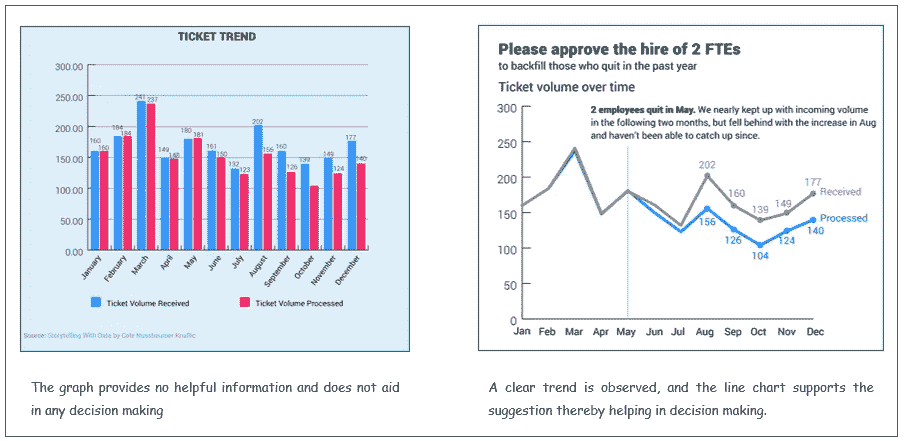 TICKET TREND
300.00
250.00
200.00
150.00
100.00
50.00
0.00
160
160
184
184
241
237
149
148
180
181
161
150
132
123
202
156
160
126
139
149
124
177
140
January
February
March
April
May
June
July
August
September
October
November
December
Ticket Volume Received
Ticket Volume Processed
Source: Storytelling With Data by Cole Nussbaumer Knaflic
The graph provides no helpful information and does not aid
in any decision making
Please approve the hire of 2 FTEs
to backfill those who quit in the past year
Ticket volume over time
300
250
200
150
100
50
0
2 employees quit in May. We nearly kept up with incoming volume
in the following two months, but fell behind with the increase in Aug
and haven't been able to catch up since.
202
160
139
149
177
Received
156
126
104
124
140
Processed
Jan Feb Mar Apr May Jun Jul Aug Sep Oct Nov Dec
A clear trend is observed, and the line chart supports the
suggestion thereby helping in decision making.